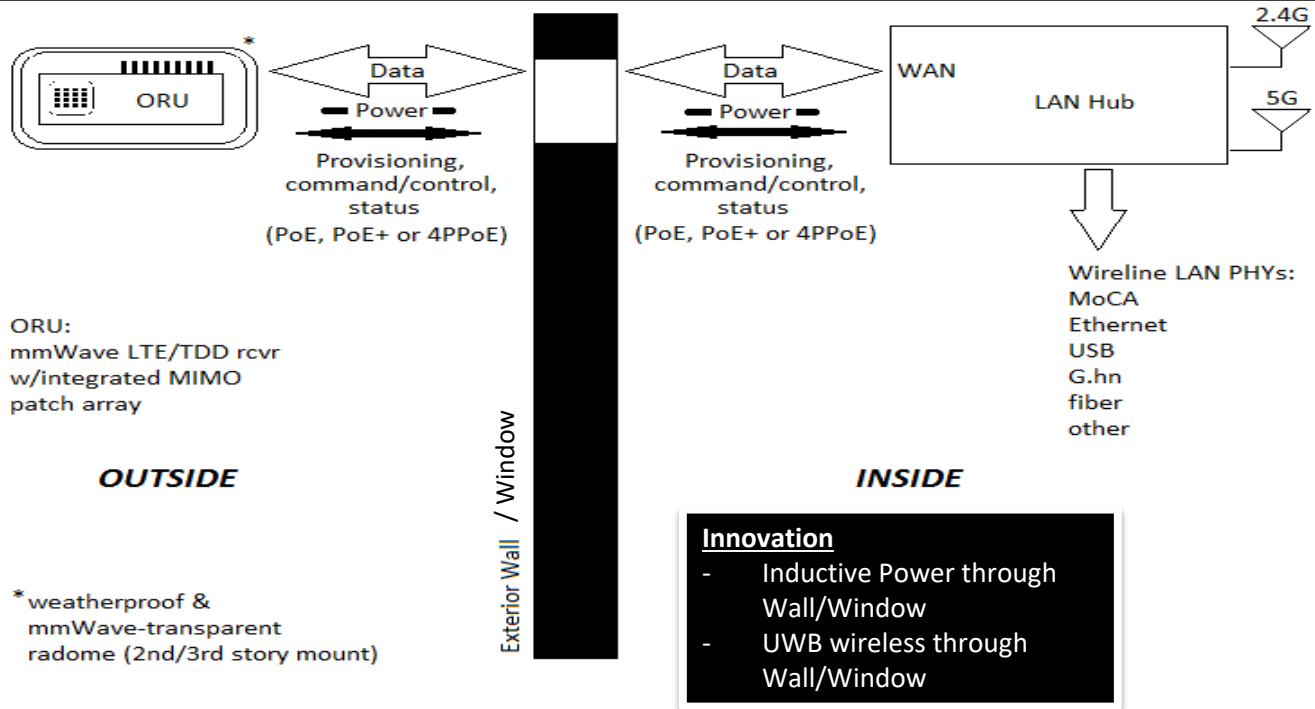 2.4G
5G
*
ORU
Data
Power
Provisioning,
command/control,
status
(PoE, PoE+ or 4PPoE)
Data
Power
Provisioning,
command/control,
status
(PoE, PoE+ or 4PPoE)
WAN
LAN Hub
Wireline LAN PHYs:
MoCA
Ethernet
USB
G.hn
fiber
other
ORU:
mmWave LTE/TDD rcvr
w/integrated MIMO
patch array
OUTSIDE
Exterior Wall / Window
INSIDE
Innovation
- Inductive Power through
Wall/Window
- UWB wireless through
Wall/Window
* weatherproof &
mmWave-transparent
radome (2nd/3rd story mount)